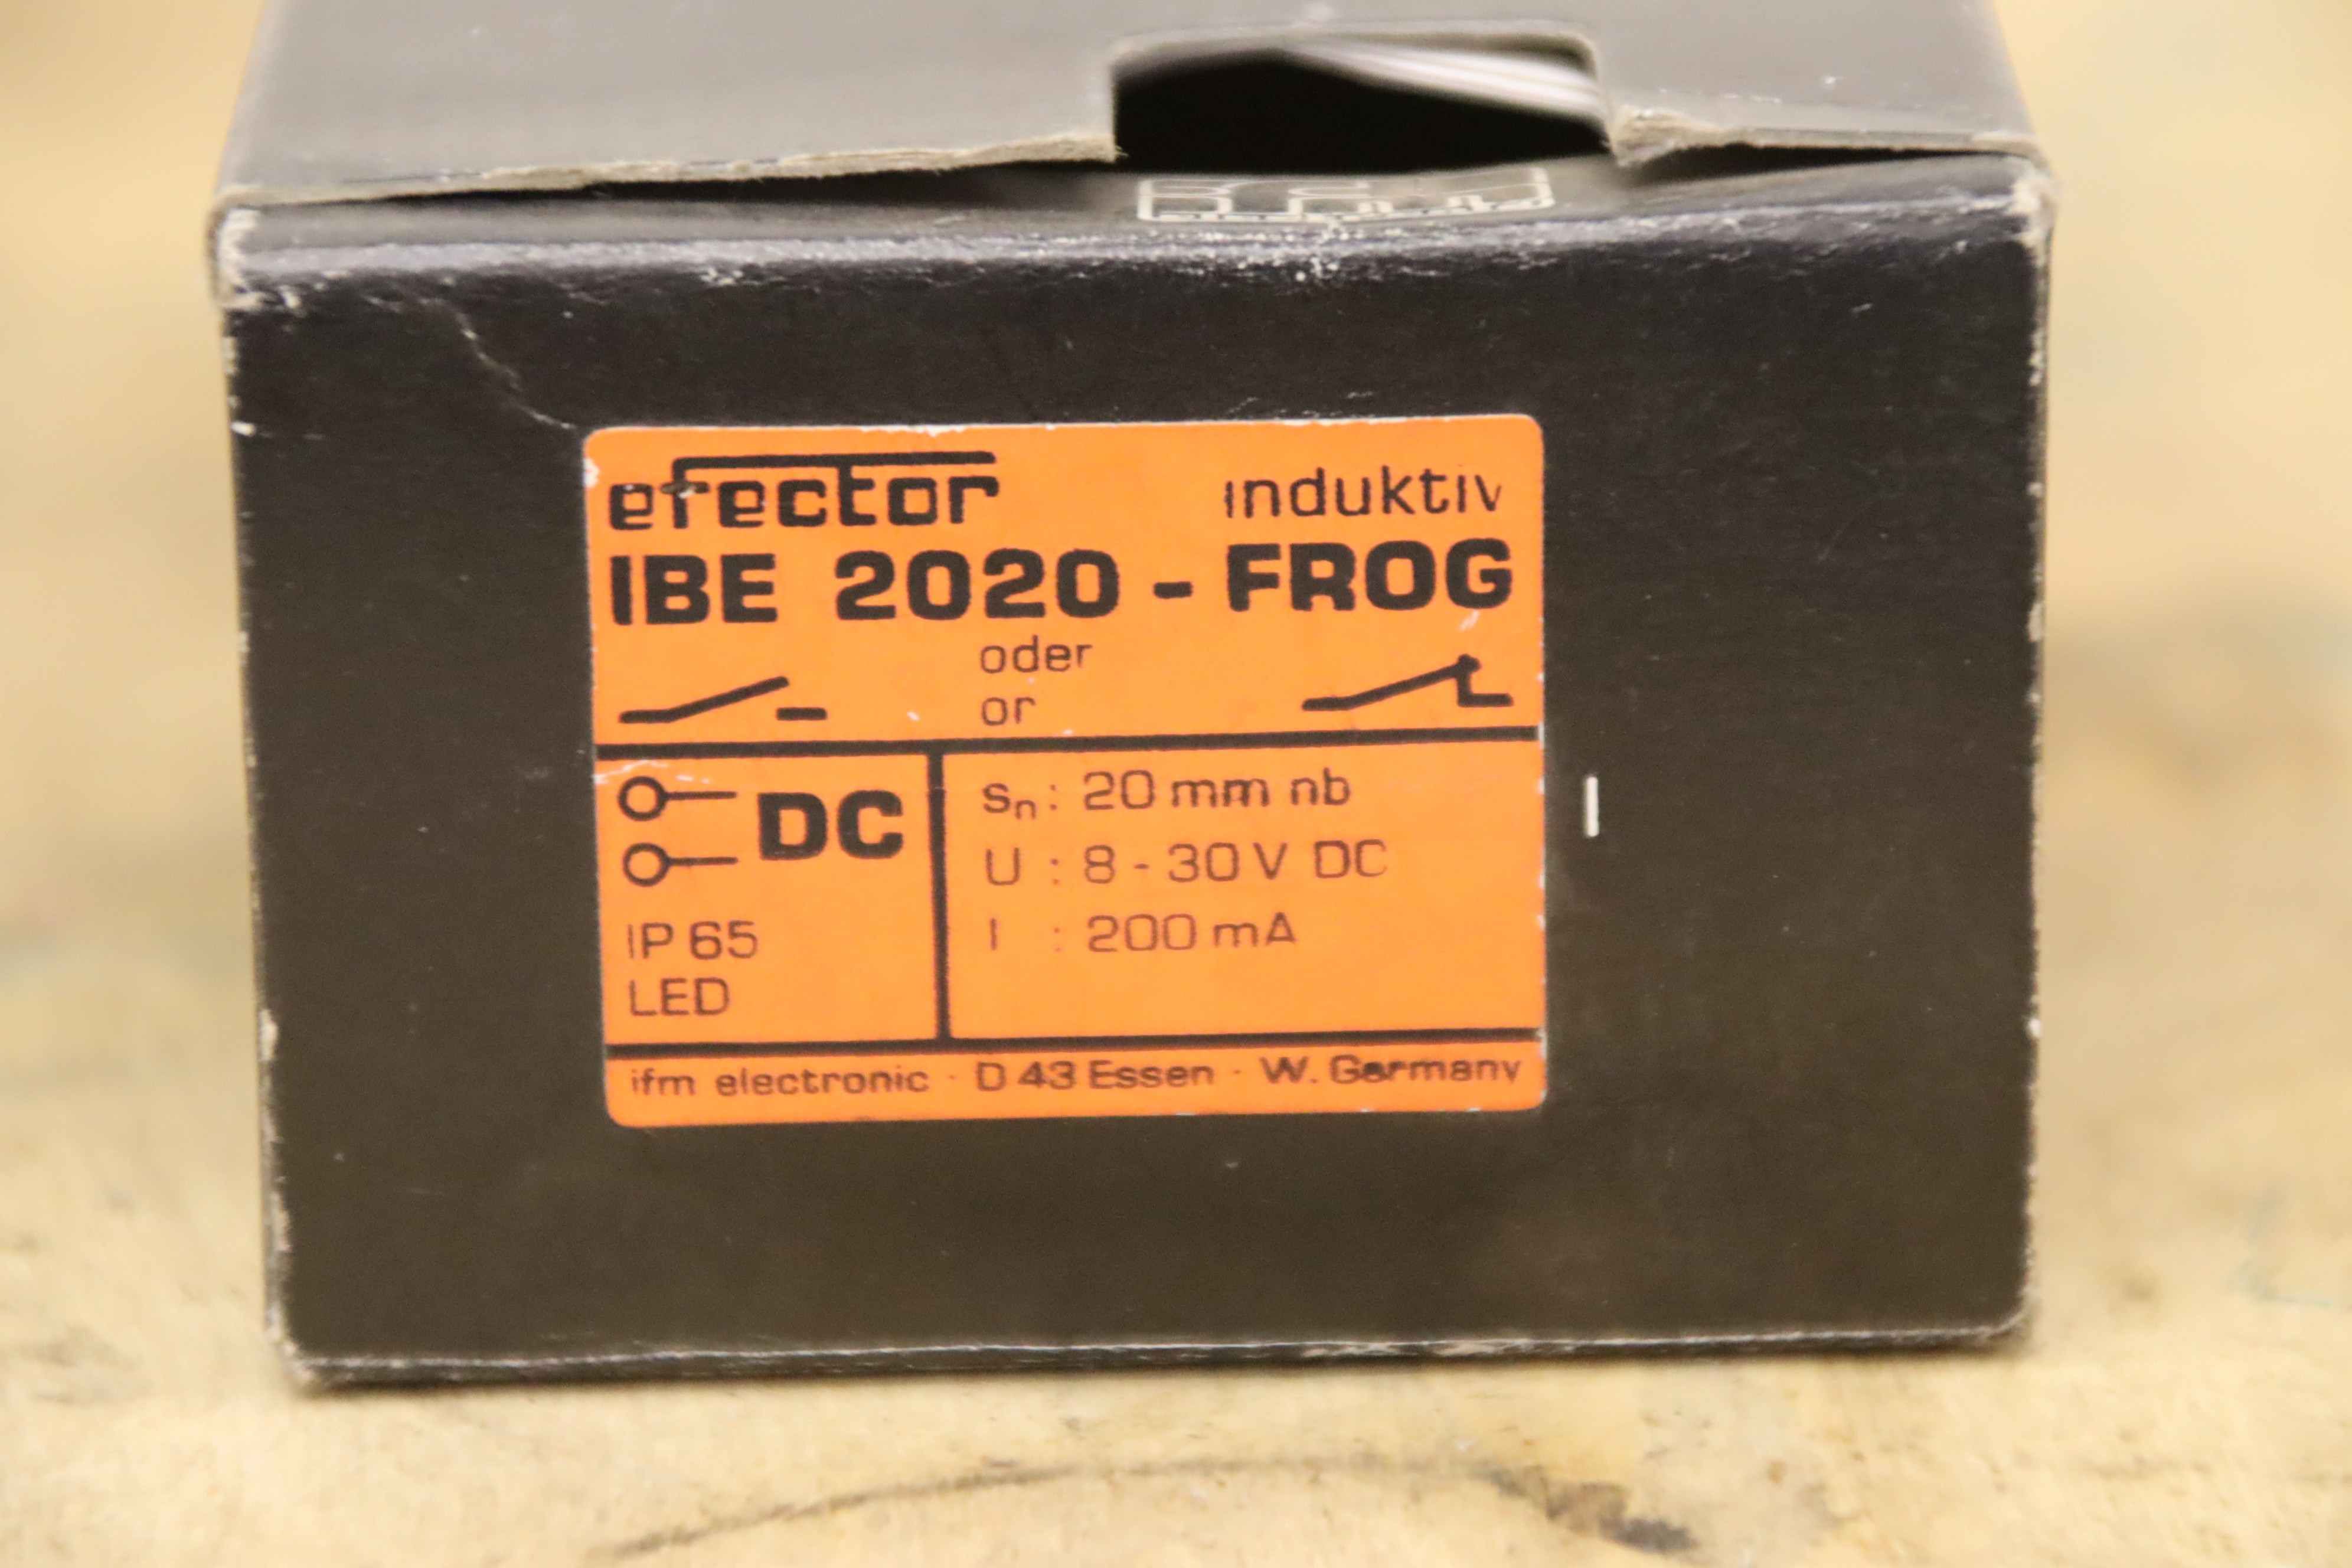 efector induktiv
IBE 2020 - FROG
oder
or
DC
IP 65
LED
sn : 20 mm nb
U : 8 - 30 V DC
I : 200 mA
ifm electronic · D 43 Essen · W. Germany